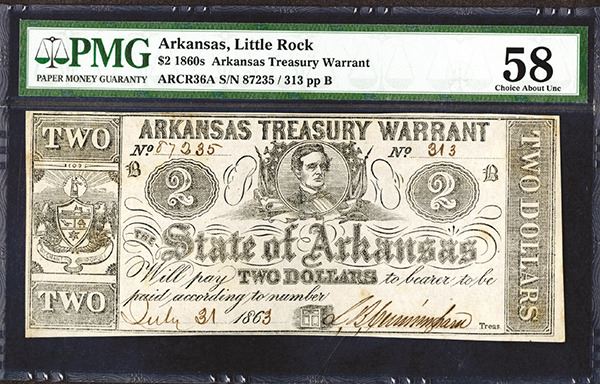 PMG
PAPER MONEY GUARANTY
Arkansas, Little Rock
$2 1860s Arkansas Treasury Warrant
ARCR36A S/N 87235 / 313 pp B
58
Choice About Unc
TWO
ARKANSAS TREASURY WARRANT
No 87235
No 313
B
B
2
2
THE
State of Arkansas
Will pay TWO DOLLARS to bearer to be
paid according to number
July 31 1863
J. H. Cunningham
Treas.
TWO
TWO DOLLARS